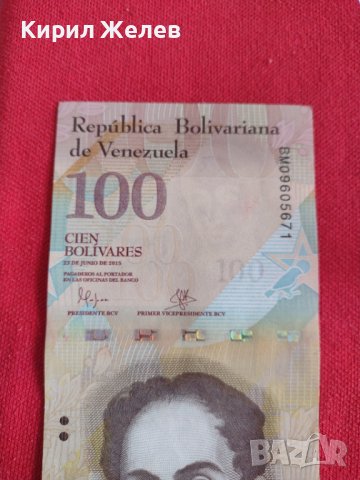 Кирил Желев
República Bolivariana
de Venezuela
100
CIEN
BOLÍVARES
23 DE JUNIO DE 2015
PAGADEROS AL PORTADOR
EN LAS OFICINAS DEL BANCO
PRESIDENTE BCV
PRIMER VICEPRESIDENTE BCV
100
BM09605671
BAZAR